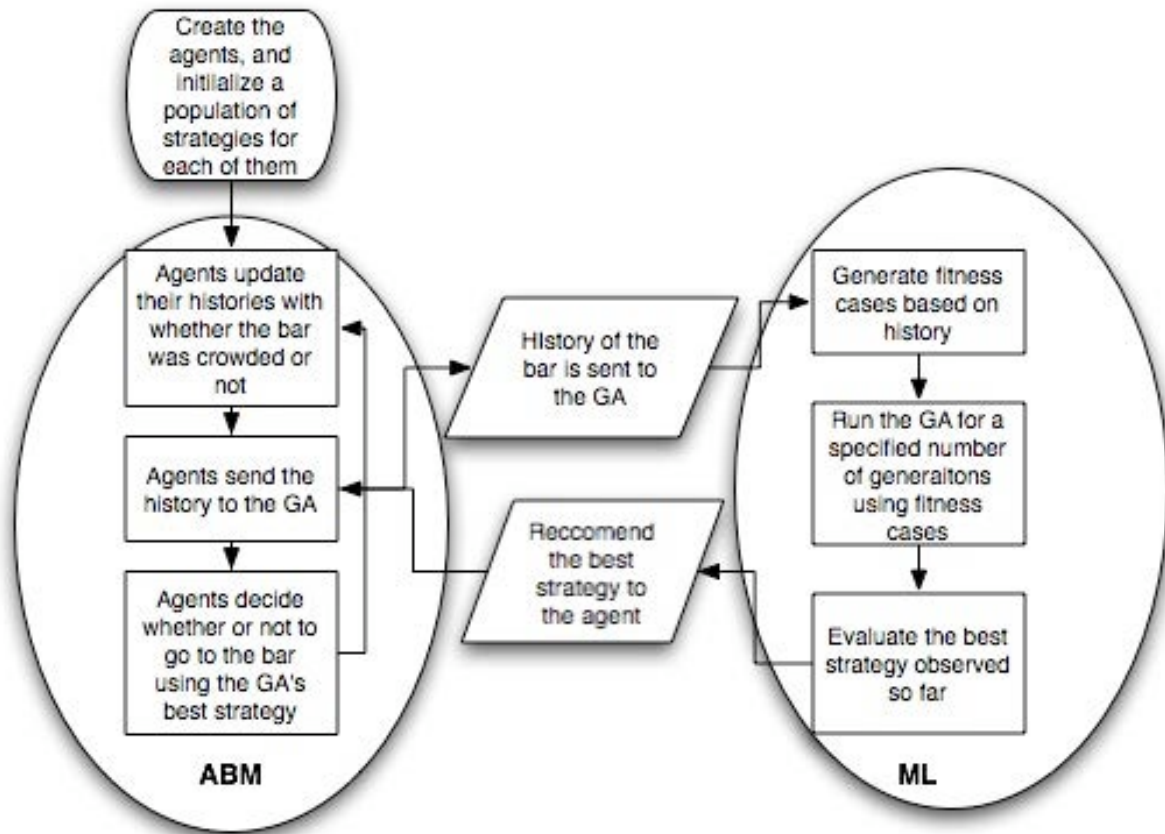 Create the
agents, and
initilalize a
population of
strategies for
each of them
Agents update
their histories with
whether the bar
was crowded or
not
Agents send the
history to the GA
Agents decide
whether or not to
go to the bar
using the GA's
best strategy
ABM
HIstory of the
bar is sent to
the GA
Reccomend
the best
strategy to
the agent
Generate fitness
cases based on
history
Run the GA for a
specified number
of generaitons
using fitness
cases
Evaluate the best
strategy observed
so far
ML